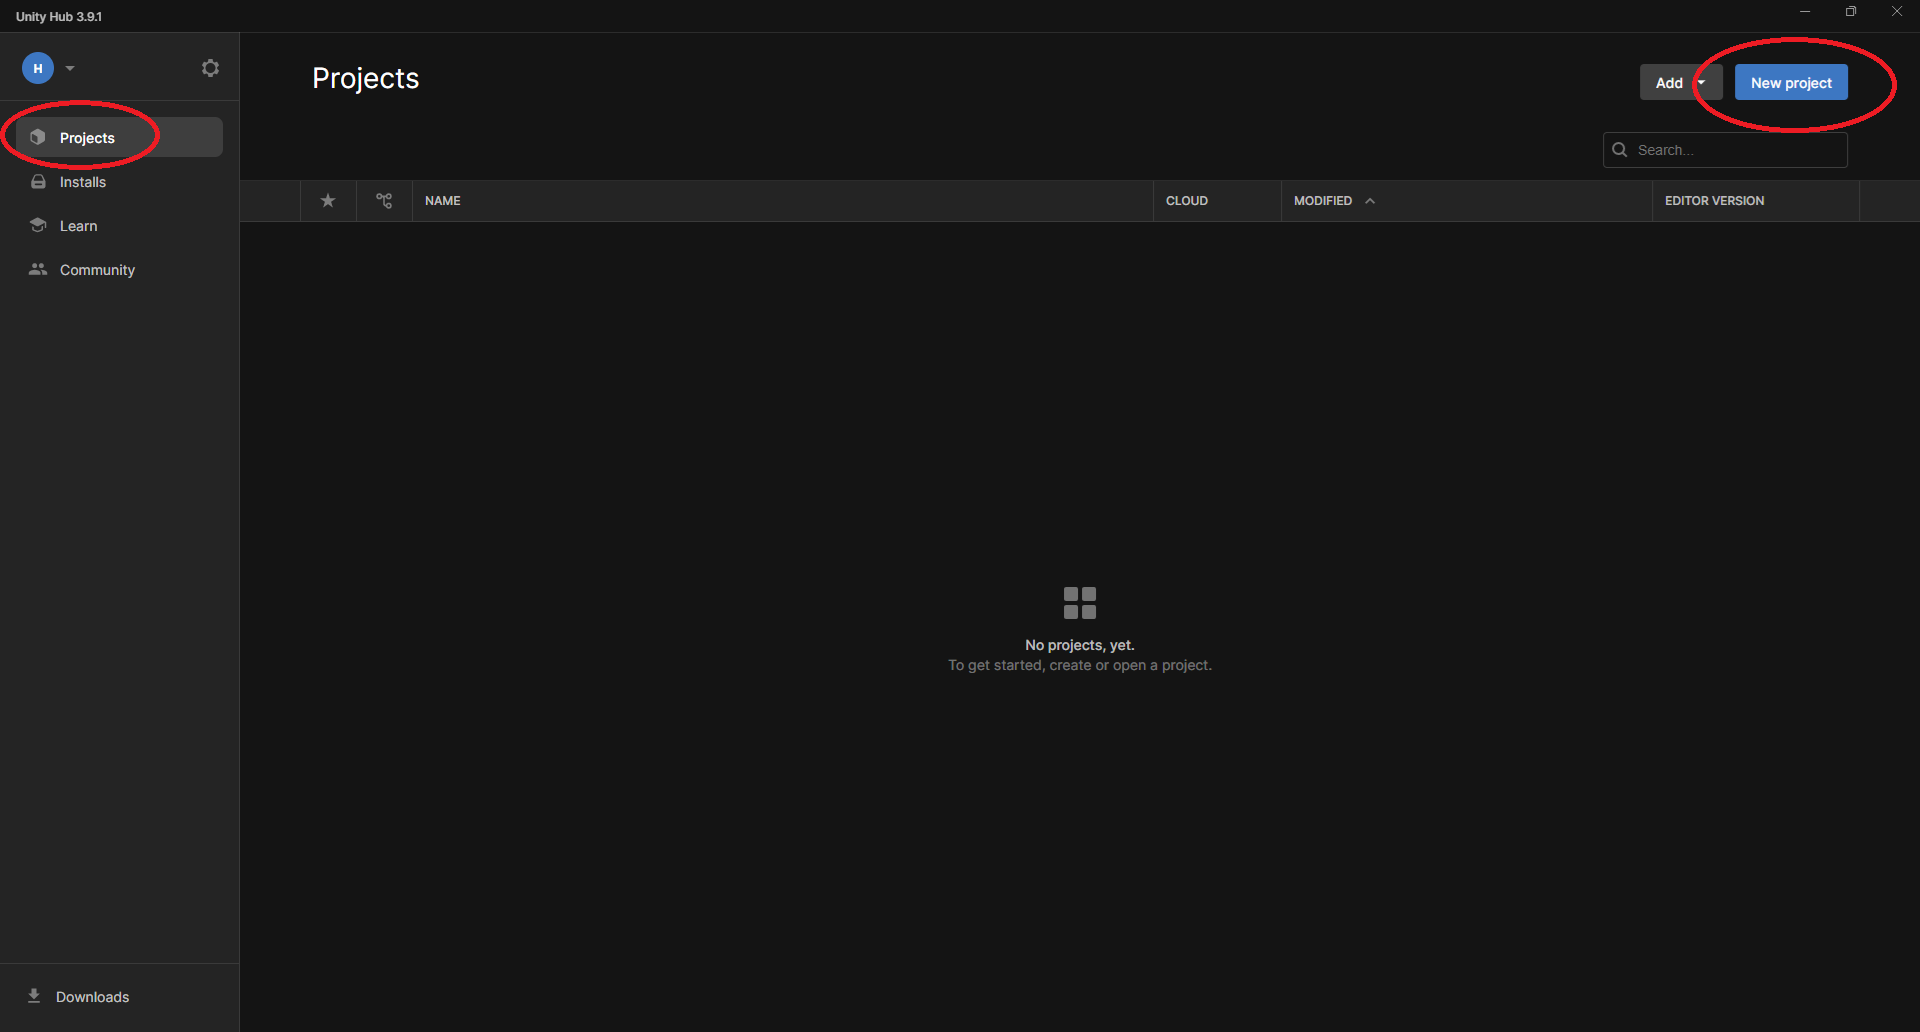 Unity Hub 3.9.1
H
Projects
Installs
Learn
Community
Downloads
Projects
Add
New project
Search...
NAME
CLOUD
MODIFIED
EDITOR VERSION
No projects, yet.
To get started, create or open a project.